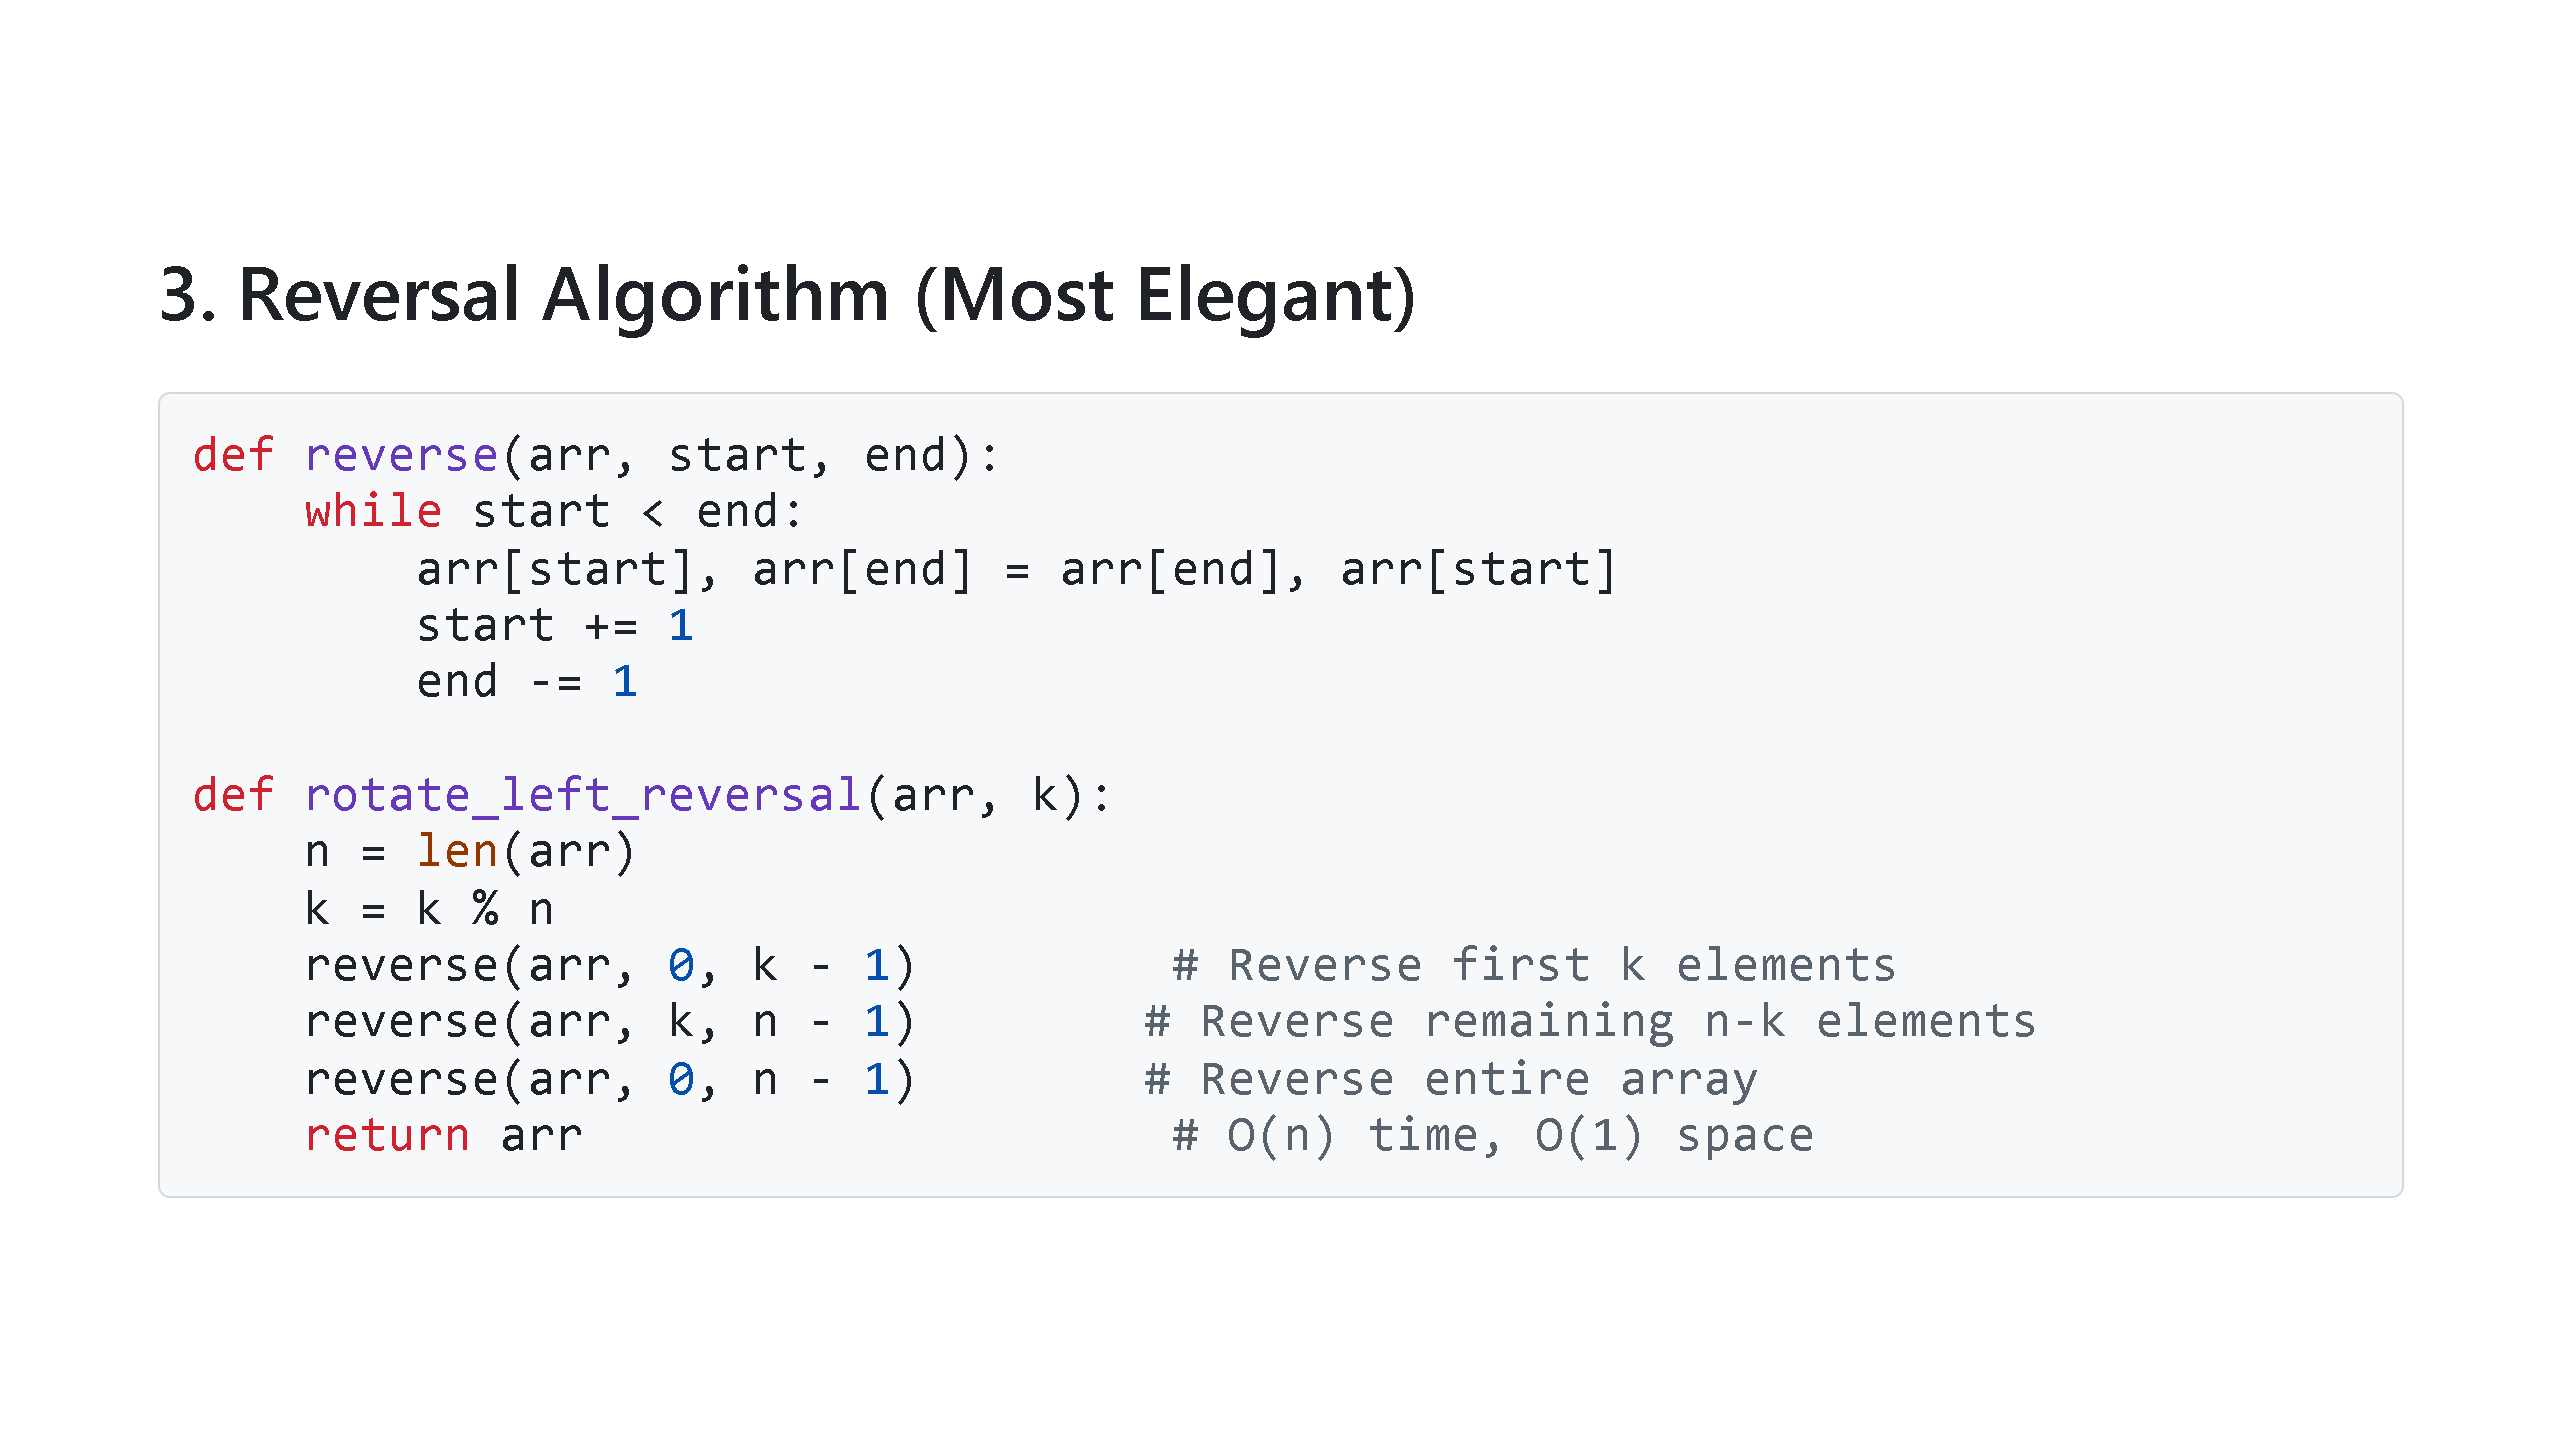 3. Reversal Algorithm (Most Elegant)
def reverse(arr, start, end):
    while start < end:
        arr[start], arr[end] = arr[end], arr[start]
        start += 1
        end -= 1

def rotate_left_reversal(arr, k):
    n = len(arr)
    k = k % n
    reverse(arr, 0, k - 1)         # Reverse first k elements
    reverse(arr, k, n - 1)        # Reverse remaining n-k elements
    reverse(arr, 0, n - 1)        # Reverse entire array
    return arr                     # O(n) time, O(1) space